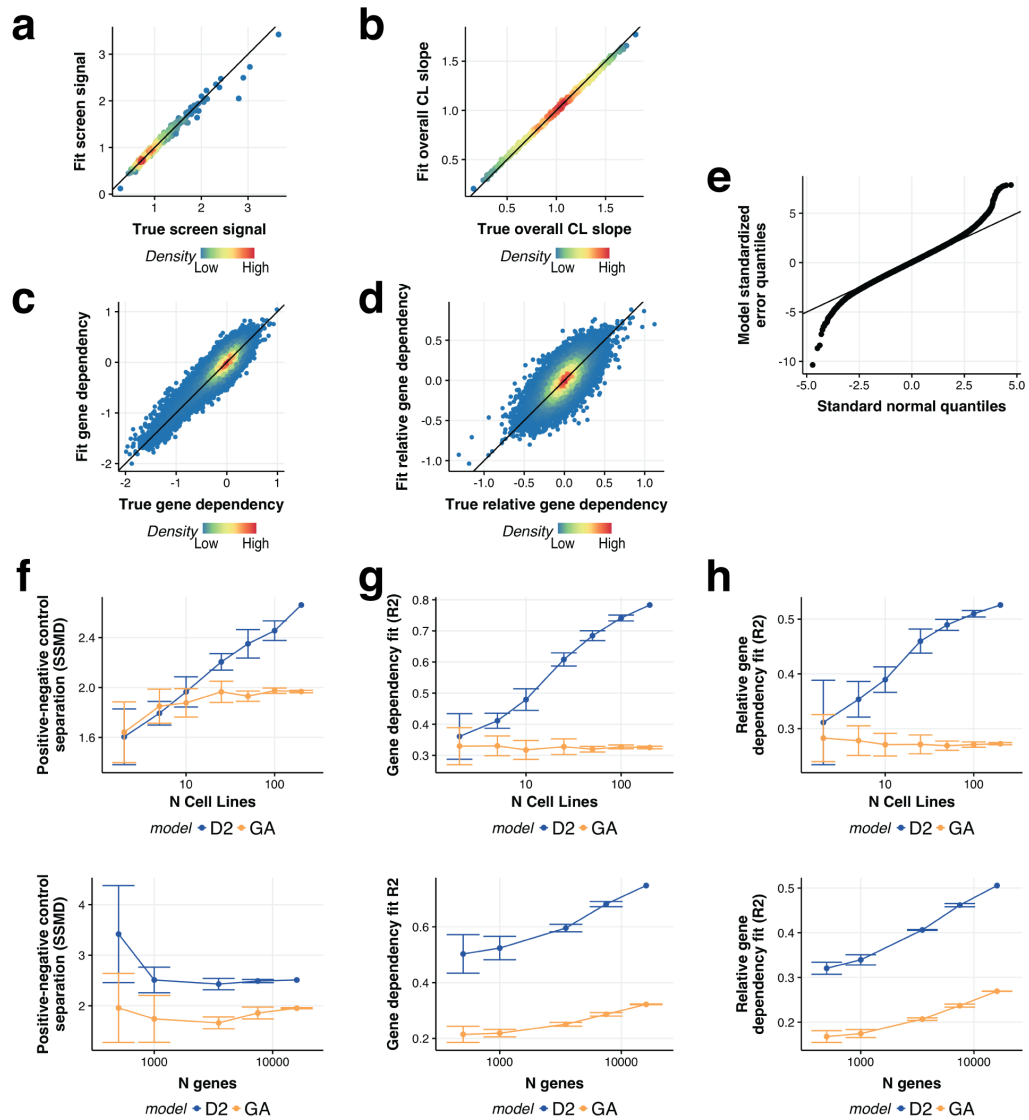 a
Fit screen signal
3
2
1
0
1 2 3
True screen signal
Density
Low High
b
Fit overall CL slope
1.5
1.0
0.5
0.5 1.0 1.5
True overall CL slope
Density
Low High
c
Fit gene dependency
1
0
-1
-2
-2 -1 0 1
True gene dependency
Density
Low High
d
Fit relative gene dependency
0.5
0.0
-0.5
-1.0
-1.0 -0.5 0.0 0.5 1.0
True relative gene dependency
Density
Low High
e
Model standardized
error quantiles
5
0
-5
-10
-5.0 -2.5 0.0 2.5 5.0
Standard normal quantiles
f
Positive-negative control
separation (SSMD)
2.4
2.0
1.6
10 100
N Cell Lines
model D2 GA
g
Gene dependency fit (R2)
0.8
0.7
0.6
0.5
0.4
0.3
10 100
N Cell Lines
model D2 GA
h
Relative gene
dependency fit (R2)
0.5
0.3
10 100
N Cell Lines
model D2 GA
Positive-negative control
separation (SSMD)
4
3
2
1000 10000
N genes
model D2 GA
Gene dependency fit R2
0.6
0.4
0.2
1000 10000
N genes
model D2 GA
Relative gene
dependency fit (R2)
0.5
0.4
0.3
0.2
1000 10000
N genes
model D2 GA